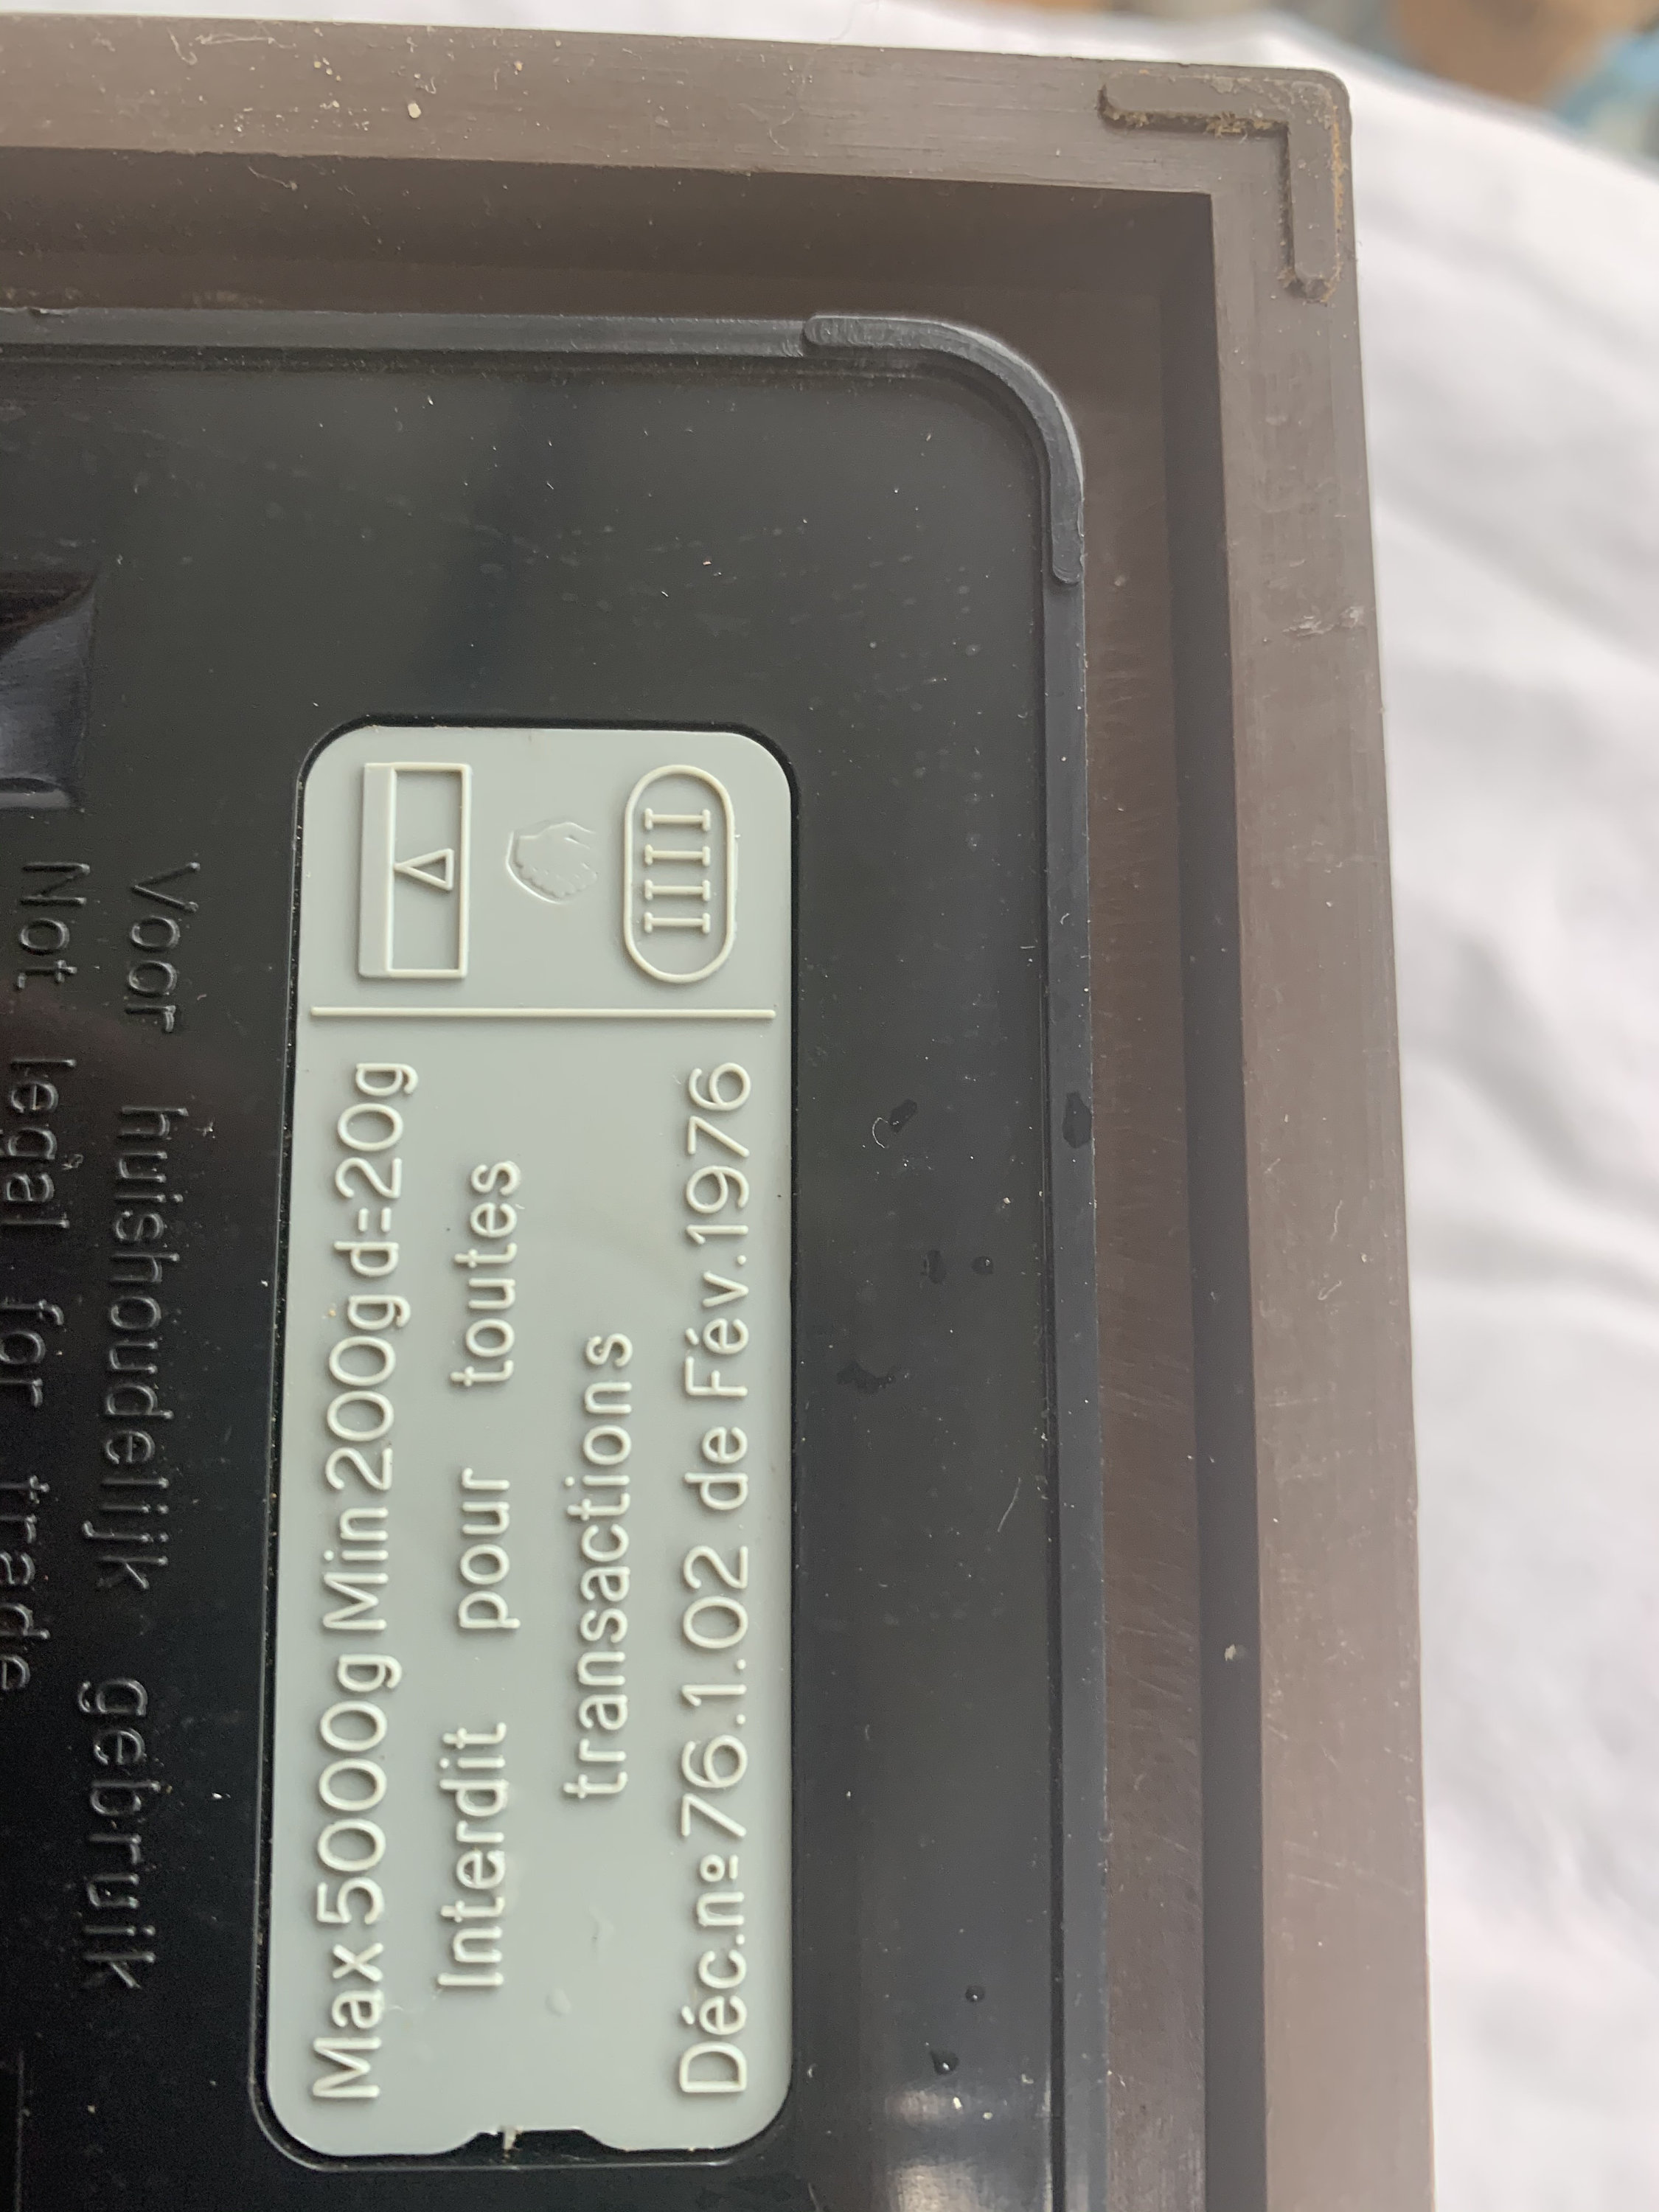 Max 5000g Min 200g d=20g
Interdit pour toutes
transactions
Déc.nº 76.1.02 de Fév.1976
Voor huishoudelijk gebruik
Not legal for trade